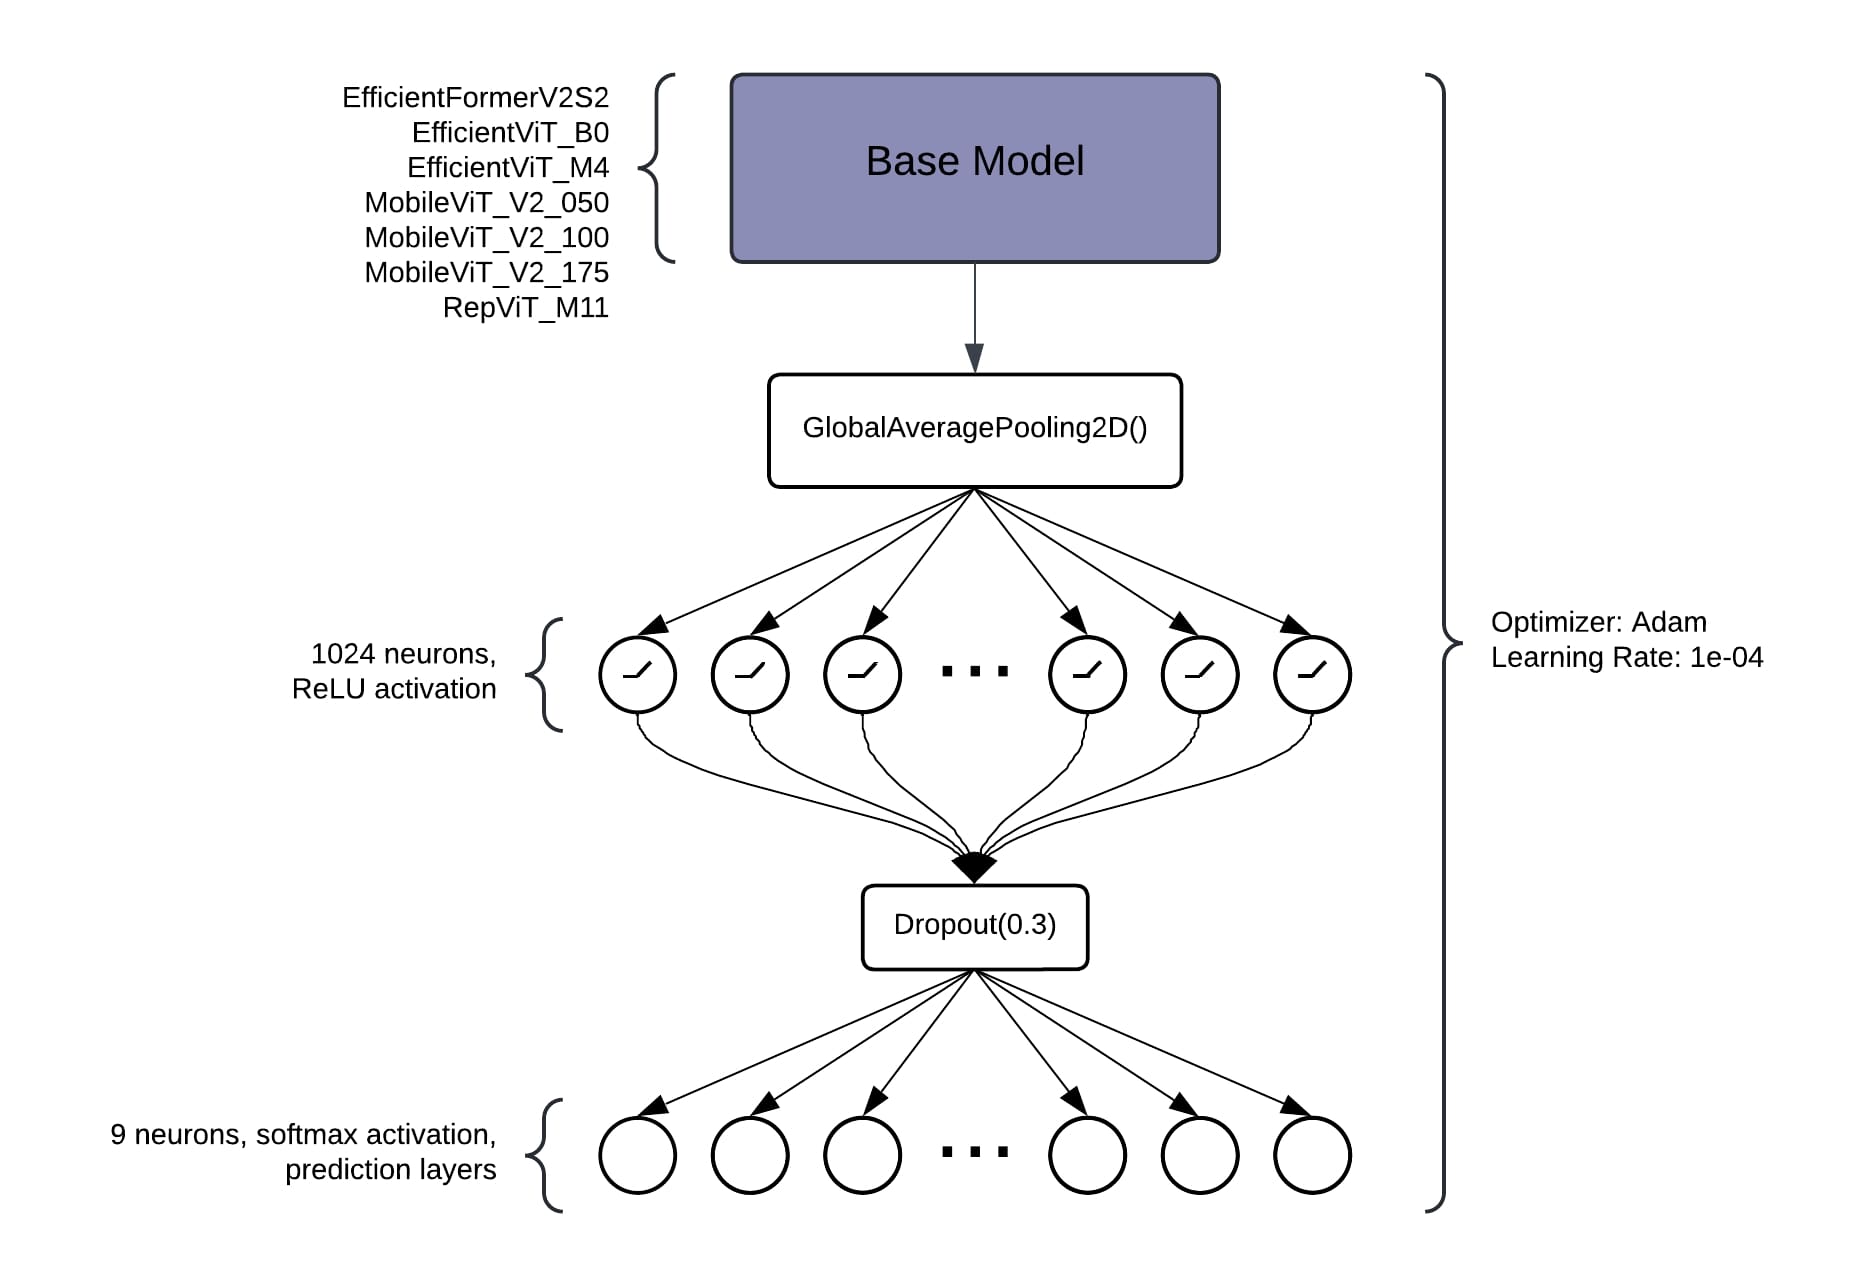 EfficientFormerV2S2
EfficientViT_B0
EfficientViT_M4
MobileViT_V2_050
MobileViT_V2_100
MobileViT_V2_175
RepViT_M11
Base Model
GlobalAveragePooling2D()
1024 neurons,
ReLU activation
Optimizer: Adam
Learning Rate: 1e-04
Dropout(0.3)
9 neurons, softmax activation,
prediction layers